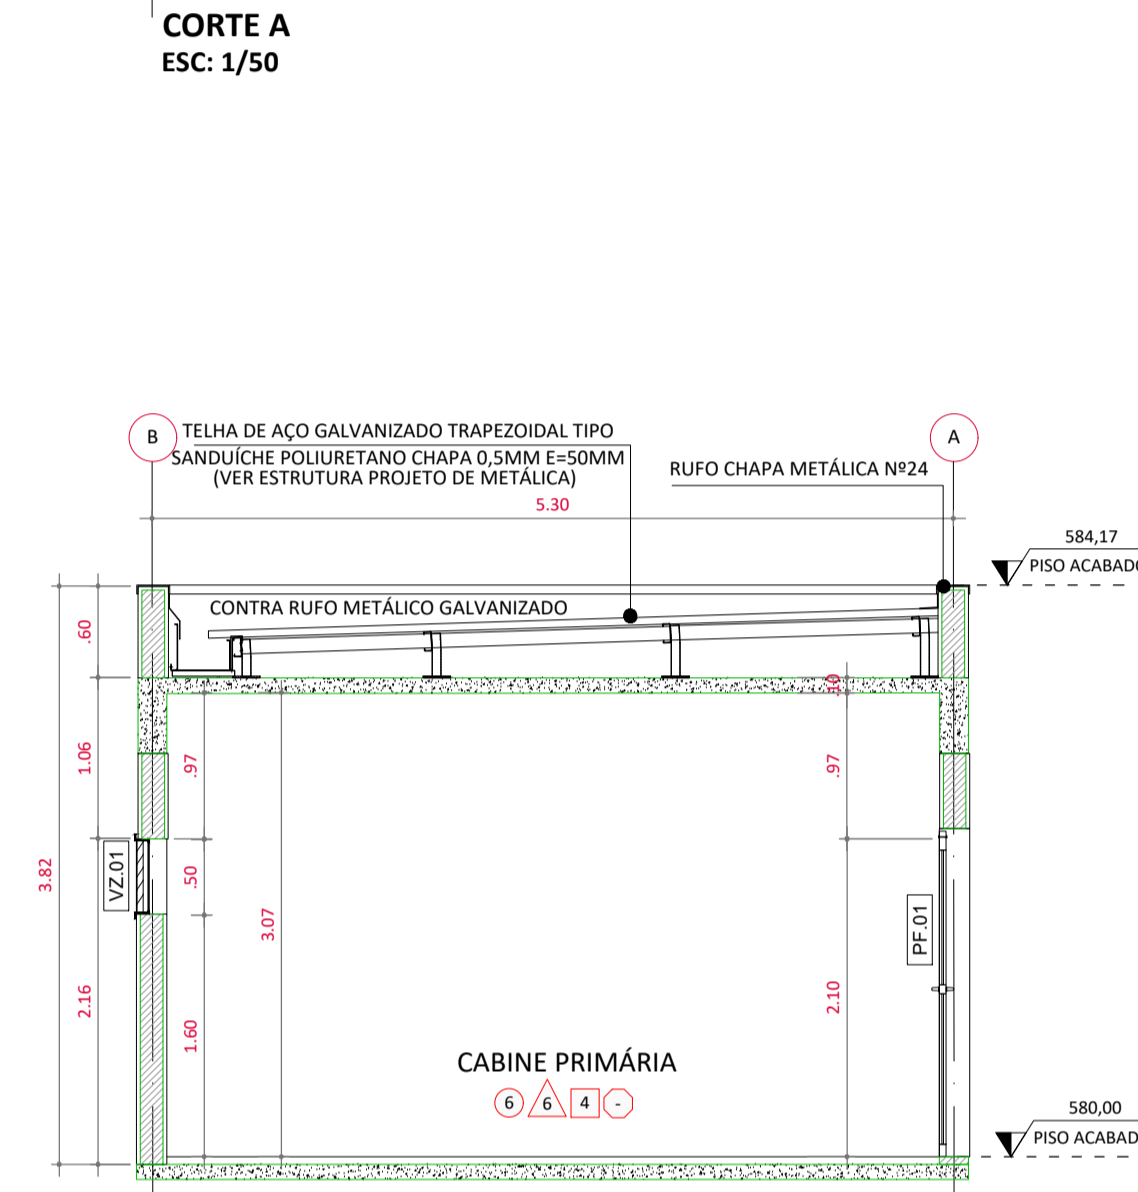 CORTE A
ESC: 1/50
B
TELHA DE AÇO GALVANIZADO TRAPEZOIDAL TIPO
SANDUÍCHE POLIURETANO CHAPA 0,5MM E=50MM
(VER ESTRUTURA PROJETO DE METÁLICA)
RUFO CHAPA METÁLICA Nº24
A
5.30
584,17
PISO ACABADO
CONTRA RUFO METÁLICO GALVANIZADO
.60
.10
1.06
.97
.97
3.82
VZ.01
.50
3.07
PF.01
2.16
1.60
2.10
CABINE PRIMÁRIA
6 6 4 -
580,00
PISO ACABAD